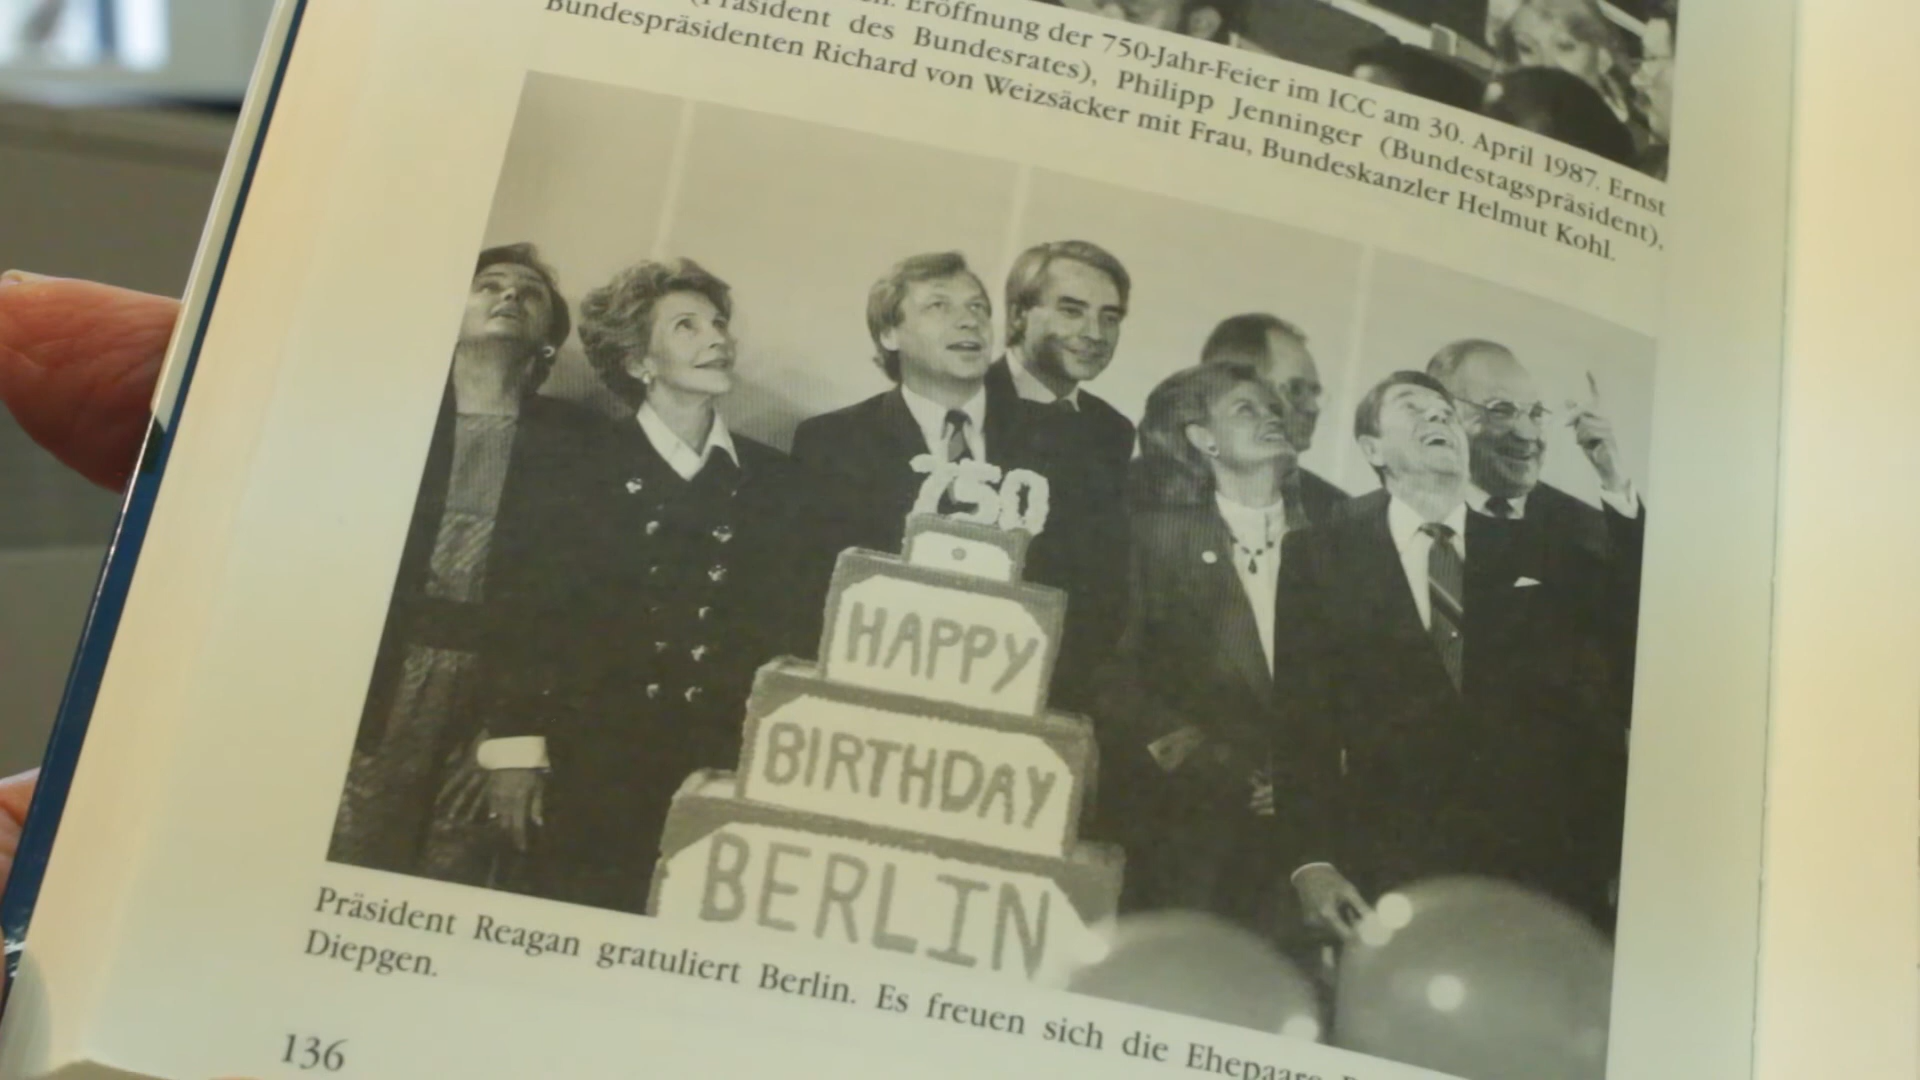 Eröffnung der 750-Jahr-Feier im ICC am 30. April 1987. Ernst
(Präsident des Bundesrates), Philipp Jenninger (Bundestagspräsident),
Bundespräsidenten Richard von Weizsäcker mit Frau, Bundeskanzler Helmut Kohl.
750
HAPPY
BIRTHDAY
BERLIN
Präsident Reagan gratuliert Berlin. Es freuen sich die Ehepaare
Diepgen.
136